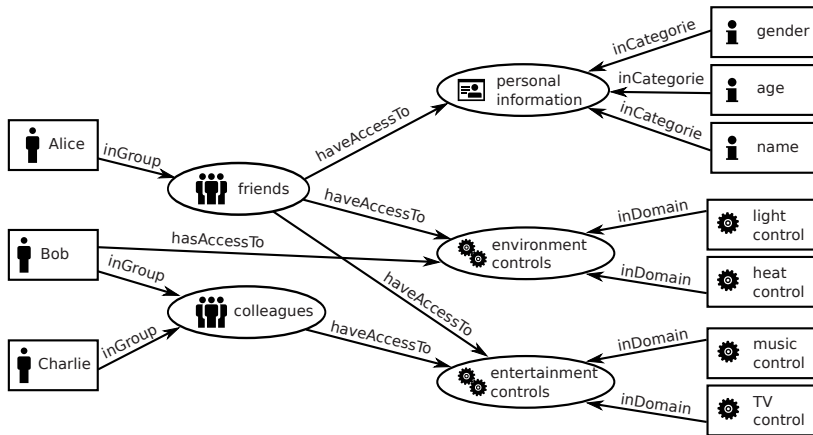 gender
inCategorie
personal
information
inCategorie
age
inCategorie
name
haveAccessTo
Alice
inGroup
friends
haveAccessTo
inDomain
light
control
Bob
hasAccessTo
environment
controls
inDomain
heat
control
inGroup
colleagues
haveAccessTo
haveAccessTo
inGroup
Charlie
inDomain
music
control
entertainment
controls
inDomain
TV
control